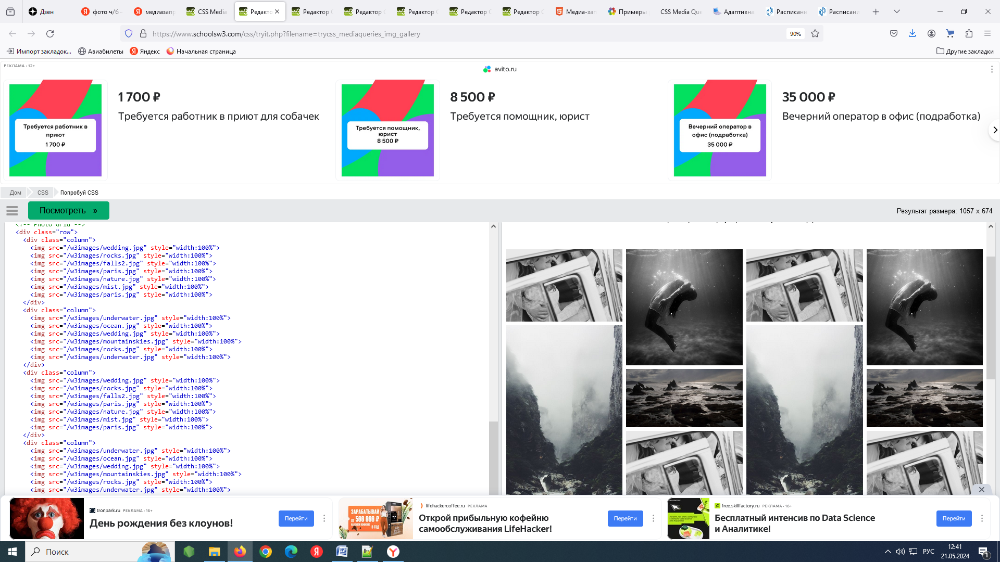 Дзен
фото ч/б -
медиазапр
CSS Media
Редакто
Редактор
Редактор
Редактор
Редактор
Редактор
Медиа-зап
Примеры
CSS Media Que
Адаптивна
Расписани
Расписани
https://www.schoolsw3.com/css/tryit.php?filename=trycss_mediaqueries_img_gallery
90%
Импорт закладок...
Авиабилеты
Яндекс
Начальная страница
Другие закладки
РЕКЛАМА • 12+
avito.ru
Требуется работник в
приют
1 700 ₽
1 700 ₽
Требуется работник в приют для собачек
Требуется помощник,
юрист
8 500 ₽
8 500 ₽
Требуется помощник, юрист
Вечерний оператор в
офис (подработка)
35 000 ₽
35 000 ₽
Вечерний оператор в офис (подработка)
Дом
CSS
Попробуй CSS
Посмотреть »
Результат размера: 1057 x 674
<!-- Photo Grid -->
<div class="row">
<div class="column">
<img src="/w3images/wedding.jpg" style="width:100%">
<img src="/w3images/rocks.jpg" style="width:100%">
<img src="/w3images/falls2.jpg" style="width:100%">
<img src="/w3images/paris.jpg" style="width:100%">
<img src="/w3images/nature.jpg" style="width:100%">
<img src="/w3images/mist.jpg" style="width:100%">
<img src="/w3images/paris.jpg" style="width:100%">
</div>
<div class="column">
<img src="/w3images/underwater.jpg" style="width:100%">
<img src="/w3images/ocean.jpg" style="width:100%">
<img src="/w3images/wedding.jpg" style="width:100%">
<img src="/w3images/mountainskies.jpg" style="width:100%">
<img src="/w3images/rocks.jpg" style="width:100%">
<img src="/w3images/underwater.jpg" style="width:100%">
</div>
<div class="column">
<img src="/w3images/wedding.jpg" style="width:100%">
<img src="/w3images/rocks.jpg" style="width:100%">
<img src="/w3images/falls2.jpg" style="width:100%">
<img src="/w3images/paris.jpg" style="width:100%">
<img src="/w3images/nature.jpg" style="width:100%">
<img src="/w3images/mist.jpg" style="width:100%">
<img src="/w3images/paris.jpg" style="width:100%">
</div>
<div class="column">
<img src="/w3images/underwater.jpg" style="width:100%">
<img src="/w3images/ocean.jpg" style="width:100%">
<img src="/w3images/wedding.jpg" style="width:100%">
<img src="/w3images/mountainskies.jpg" style="width:100%">
<img src="/w3images/rocks.jpg" style="width:100%">
<img src="/w3images/underwater.jpg" style="width:100%">
tronpark.ru РЕКЛАМА • 16+
День рождения без клоунов!
Перейти
ЗАРАБАТЫВАЙ
от 500 000 ₽
В ГОД
lifehackercoffee.ru РЕКЛАМА
Открой прибыльную кофейню
самообслуживания LifeHacker!
Перейти
free.skillfactory.ru РЕКЛАМА • 16+
Бесплатный интенсив по Data Science
и Аналитике!
Перейти
Поиск
РУС
12:41
21.05.2024
1